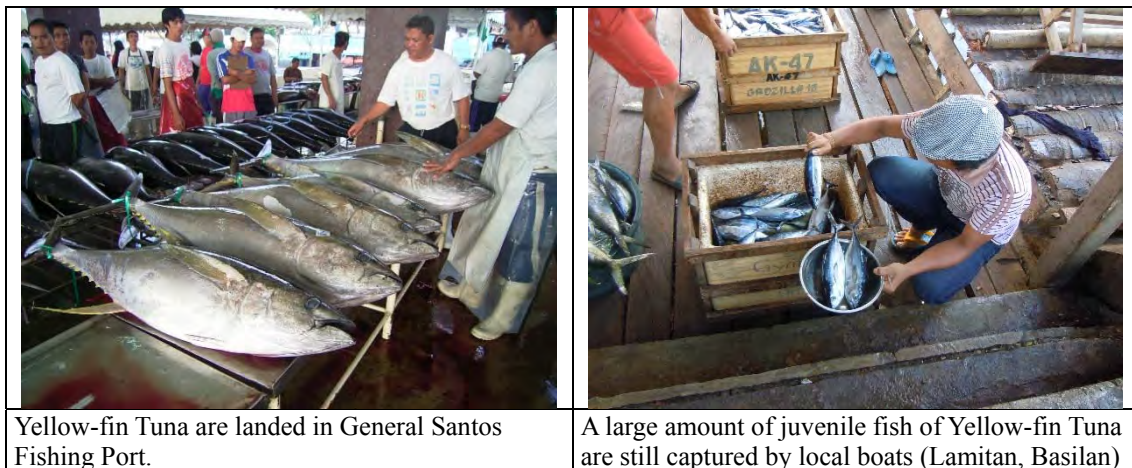 AK-47
AK-47
GODZILLA 18
Yellow-fin Tuna are landed in General Santos
Fishing Port.
A large amount of juvenile fish of Yellow-fin Tuna
are still captured by local boats (Lamitan, Basilan)